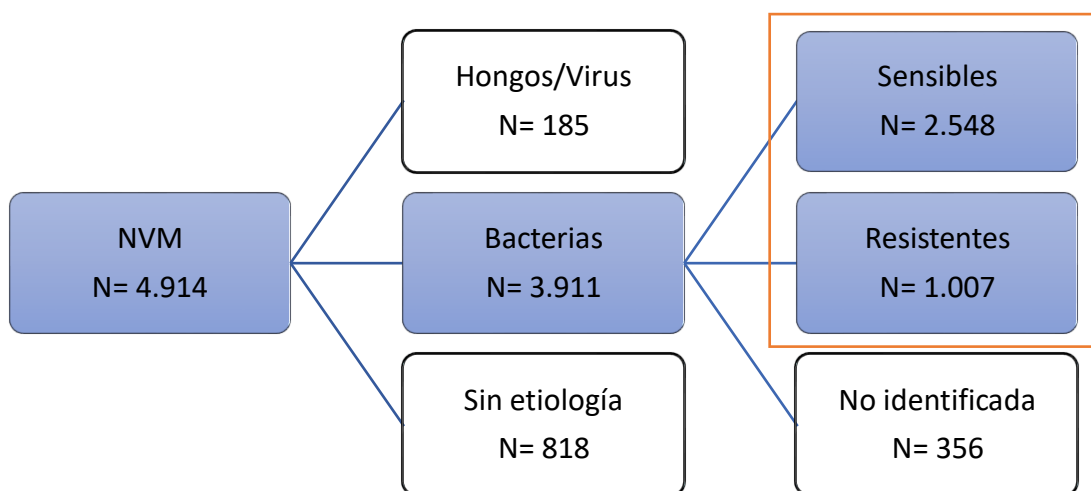 NVM
N= 4.914
Hongos/Virus
N= 185
Bacterias
N= 3.911
Sin etiología
N= 818
Sensibles
N= 2.548
Resistentes
N= 1.007
No identificada
N= 356